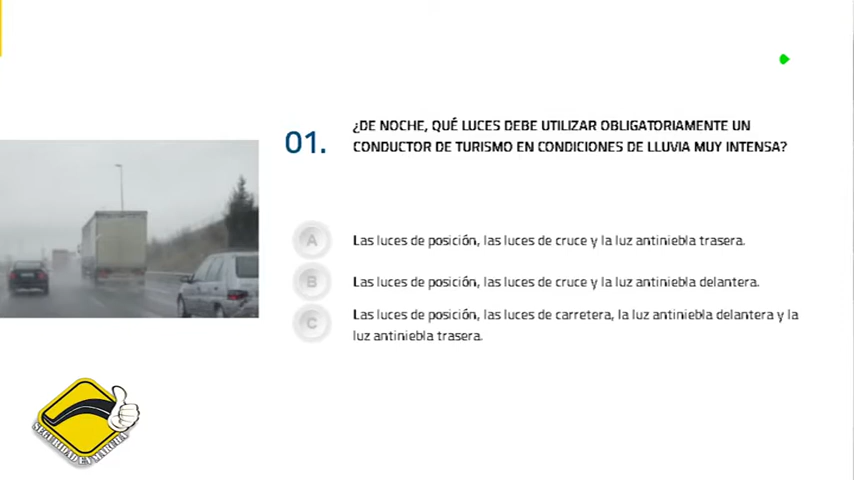 01.
¿DE NOCHE, QUÉ LUCES DEBE UTILIZAR OBLIGATORIAMENTE UN
CONDUCTOR DE TURISMO EN CONDICIONES DE LLUVIA MUY INTENSA?
A Las luces de posición, las luces de cruce y la luz antiniebla trasera.
B Las luces de posición, las luces de cruce y la luz antiniebla delantera.
C Las luces de posición, las luces de carretera, la luz antiniebla delantera y la
luz antiniebla trasera.
SEGURIDAD EN MARCHA